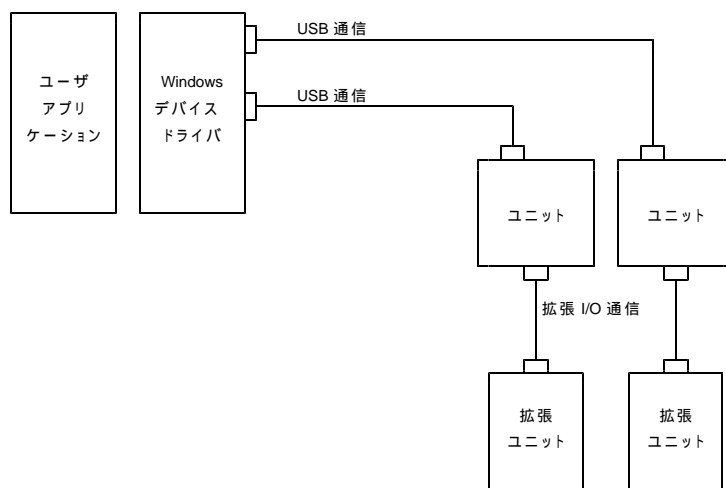 USB 通信
ユーザ
アプリ
ケーション
Windows
デバイス
ドライバ
USB 通信
ユニット
ユニット
拡張 I/O 通信
拡張
ユニット
拡張
ユニット